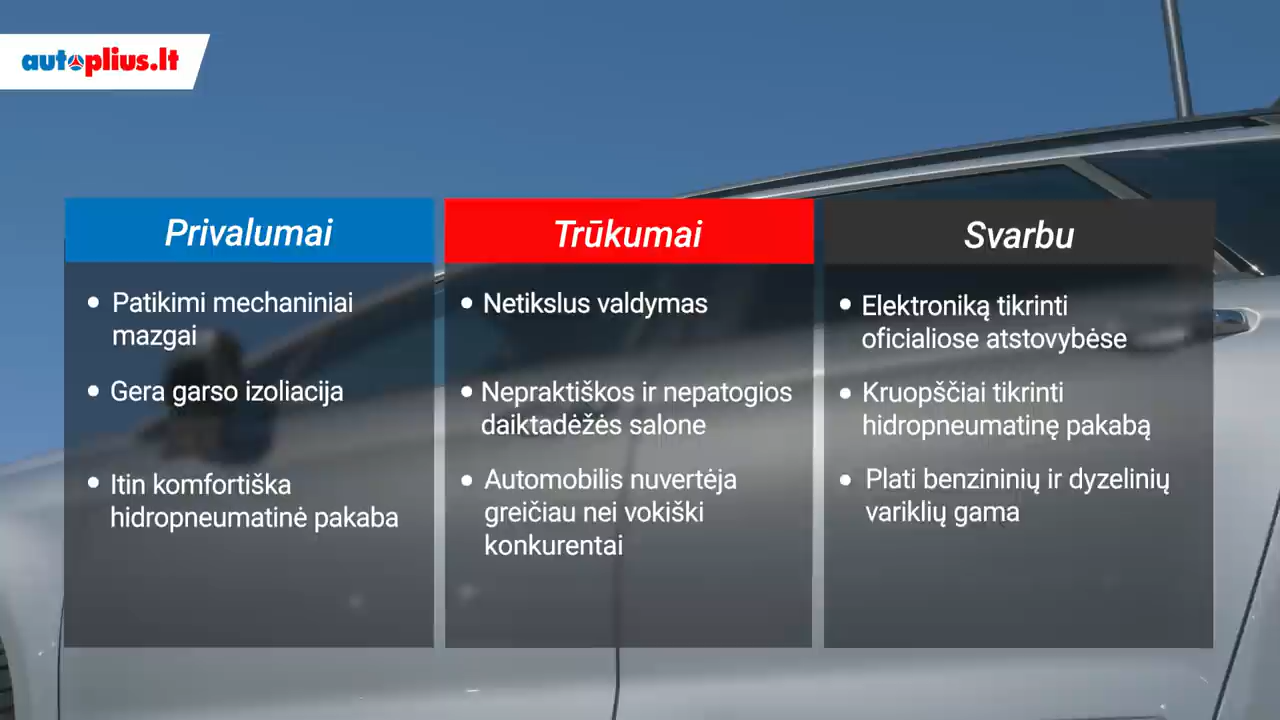 autoplius.lt
Privalumai
Patikimi mechaniniai
mazgai
Gera garso izoliacija
Itin komfortiška
hidropneumatinė pakaba
Trūkumai
Netikslus valdymas
Nepraktiškos ir nepatogios
daiktadėžės salone
Automobilis nuvertėja
greičiau nei vokiški
konkurentai
Svarbu
Elektroniką tikrinti
oficialiose atstovybėse
Kruopščiai tikrinti
hidropneumatinę pakabą
Plati benzininių ir dyzelinių
variklių gama